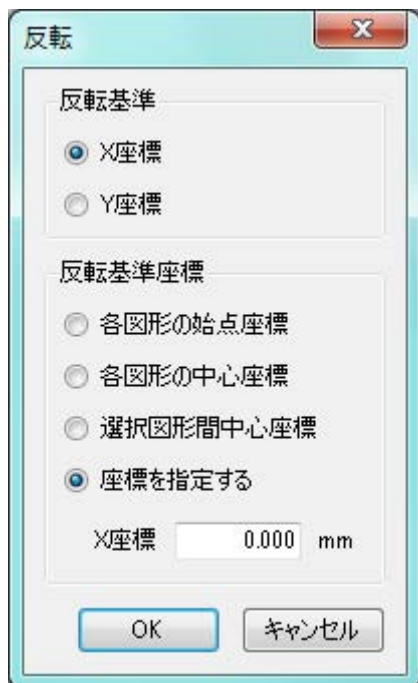 反転
反転基準
X座標
Y座標
反転基準座標
各図形の始点座標
各図形の中心座標
選択図形間中心座標
座標を指定する
X座標 0.000 mm
OK キャンセル